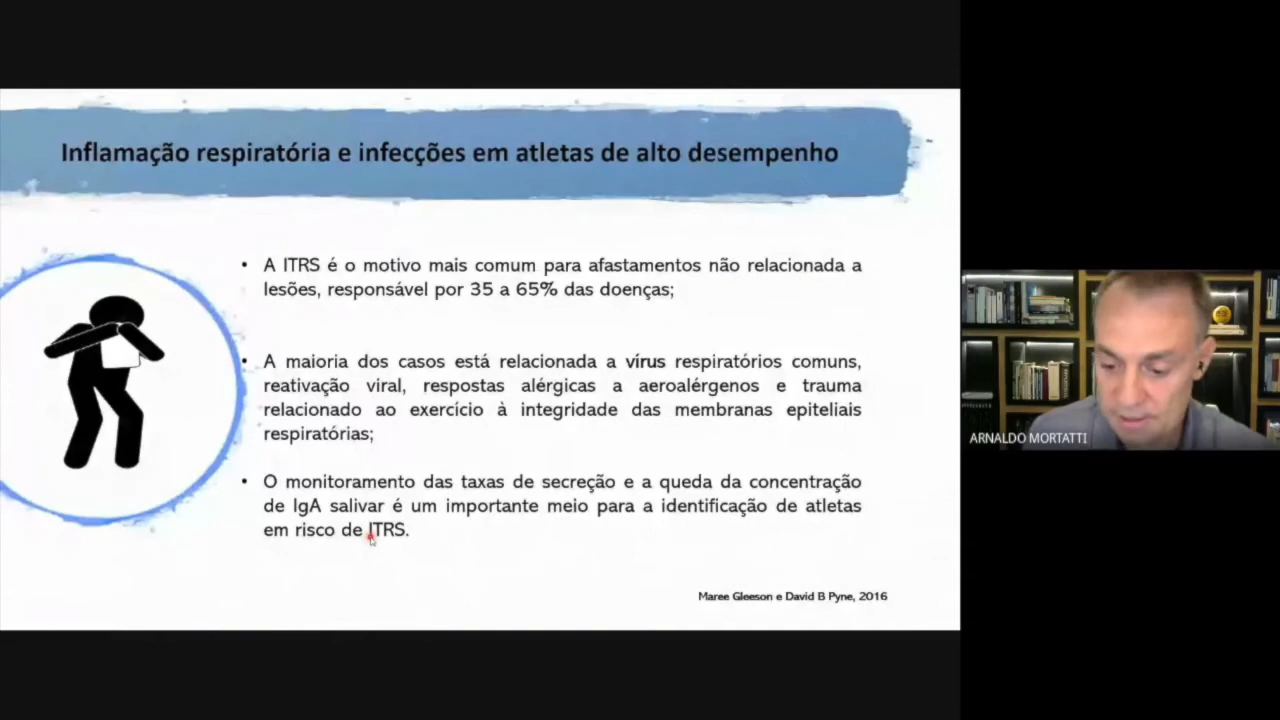 Inflamação respiratória e infecções em atletas de alto desempenho
• A ITRS é o motivo mais comum para afastamentos não relacionada a
lesões, responsável por 35 a 65% das doenças;
• A maioria dos casos está relacionada a vírus respiratórios comuns,
reativação viral, respostas alérgicas a aeroalérgenos e trauma
relacionado ao exercício à integridade das membranas epiteliais
respiratórias;
• O monitoramento das taxas de secreção e a queda da concentração
de IgA salivar é um importante meio para a identificação de atletas
em risco de ITRS.
Maree Gleeson e David B Pyne, 2016
ARNALDO MORTATTI